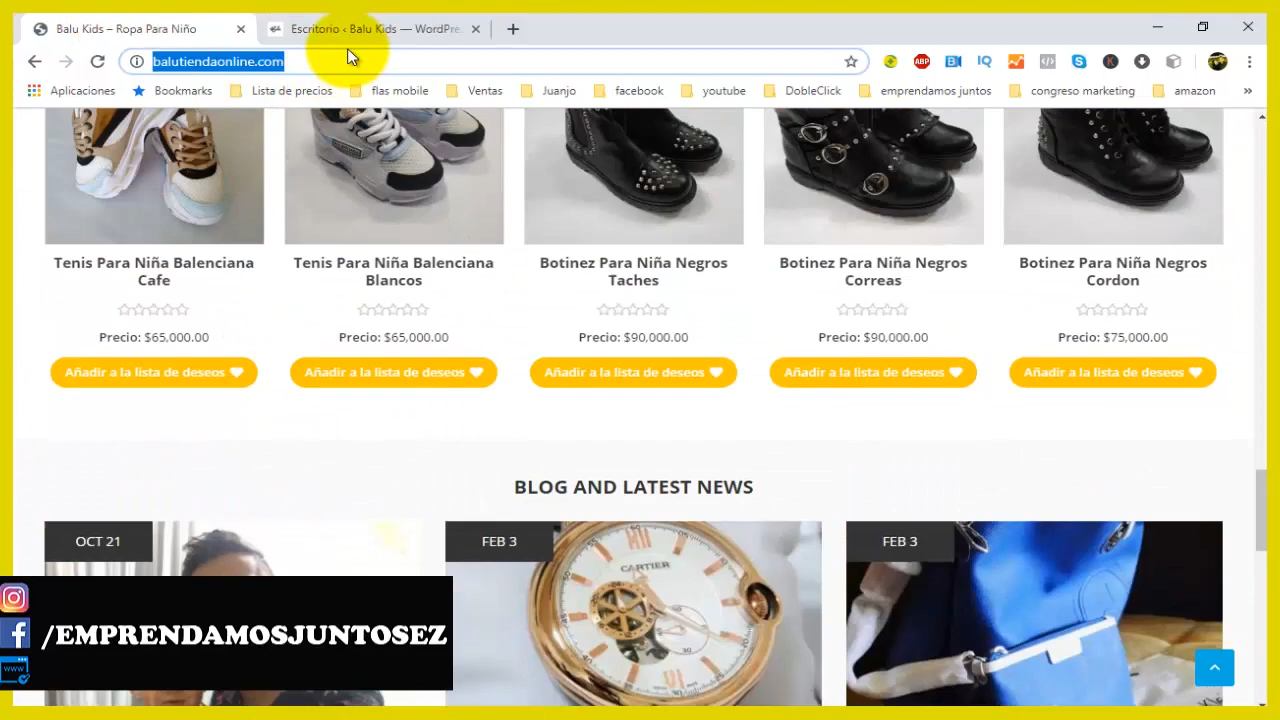 Balu Kids – Ropa Para Niño
Escritorio ‹ Balu Kids — WordPre
balutiendaonline.com
ABP
IQ
K
Aplicaciones
Bookmarks
Lista de precios
flas mobile
Ventas
Juanjo
facebook
youtube
DobleClick
emprendamos juntos
congreso marketing
amazon
Tenis Para Niña Balenciana
Cafe
Precio: $65,000.00
Añadir a la lista de deseos
Tenis Para Niña Balenciana
Blancos
Precio: $65,000.00
Añadir a la lista de deseos
Botinez Para Niña Negros
Taches
Precio: $90,000.00
Añadir a la lista de deseos
Botinez Para Niña Negros
Correas
Precio: $90,000.00
Añadir a la lista de deseos
Botinez Para Niña Negros
Cordon
Precio: $75,000.00
Añadir a la lista de deseos
BLOG AND LATEST NEWS
OCT 21
FEB 3
CARTIER
FEB 3
/EMPRENDAMOSJUNTOSEZ
www